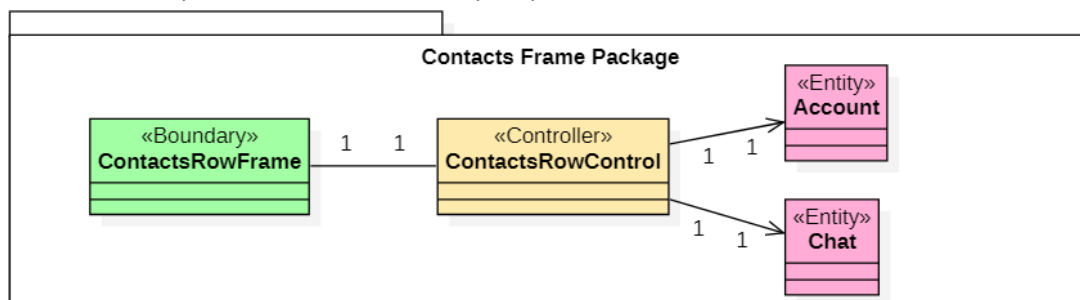 Contacts Frame Package
«Entity»
Account
«Boundary»
ContactsRowFrame
1
1
«Controller»
ContactsRowControl
1
1
«Entity»
Chat
1
1